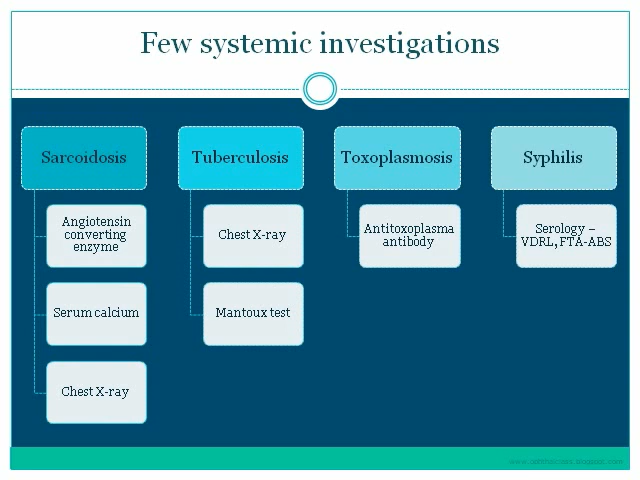 Few systemic investigations
Sarcoidosis
Angiotensin
converting
enzyme
Serum calcium
Chest X-ray
Tuberculosis
Chest X-ray
Mantoux test
Toxoplasmosis
Antitoxoplasma
antibody
Syphilis
Serology –
VDRL, FTA-ABS